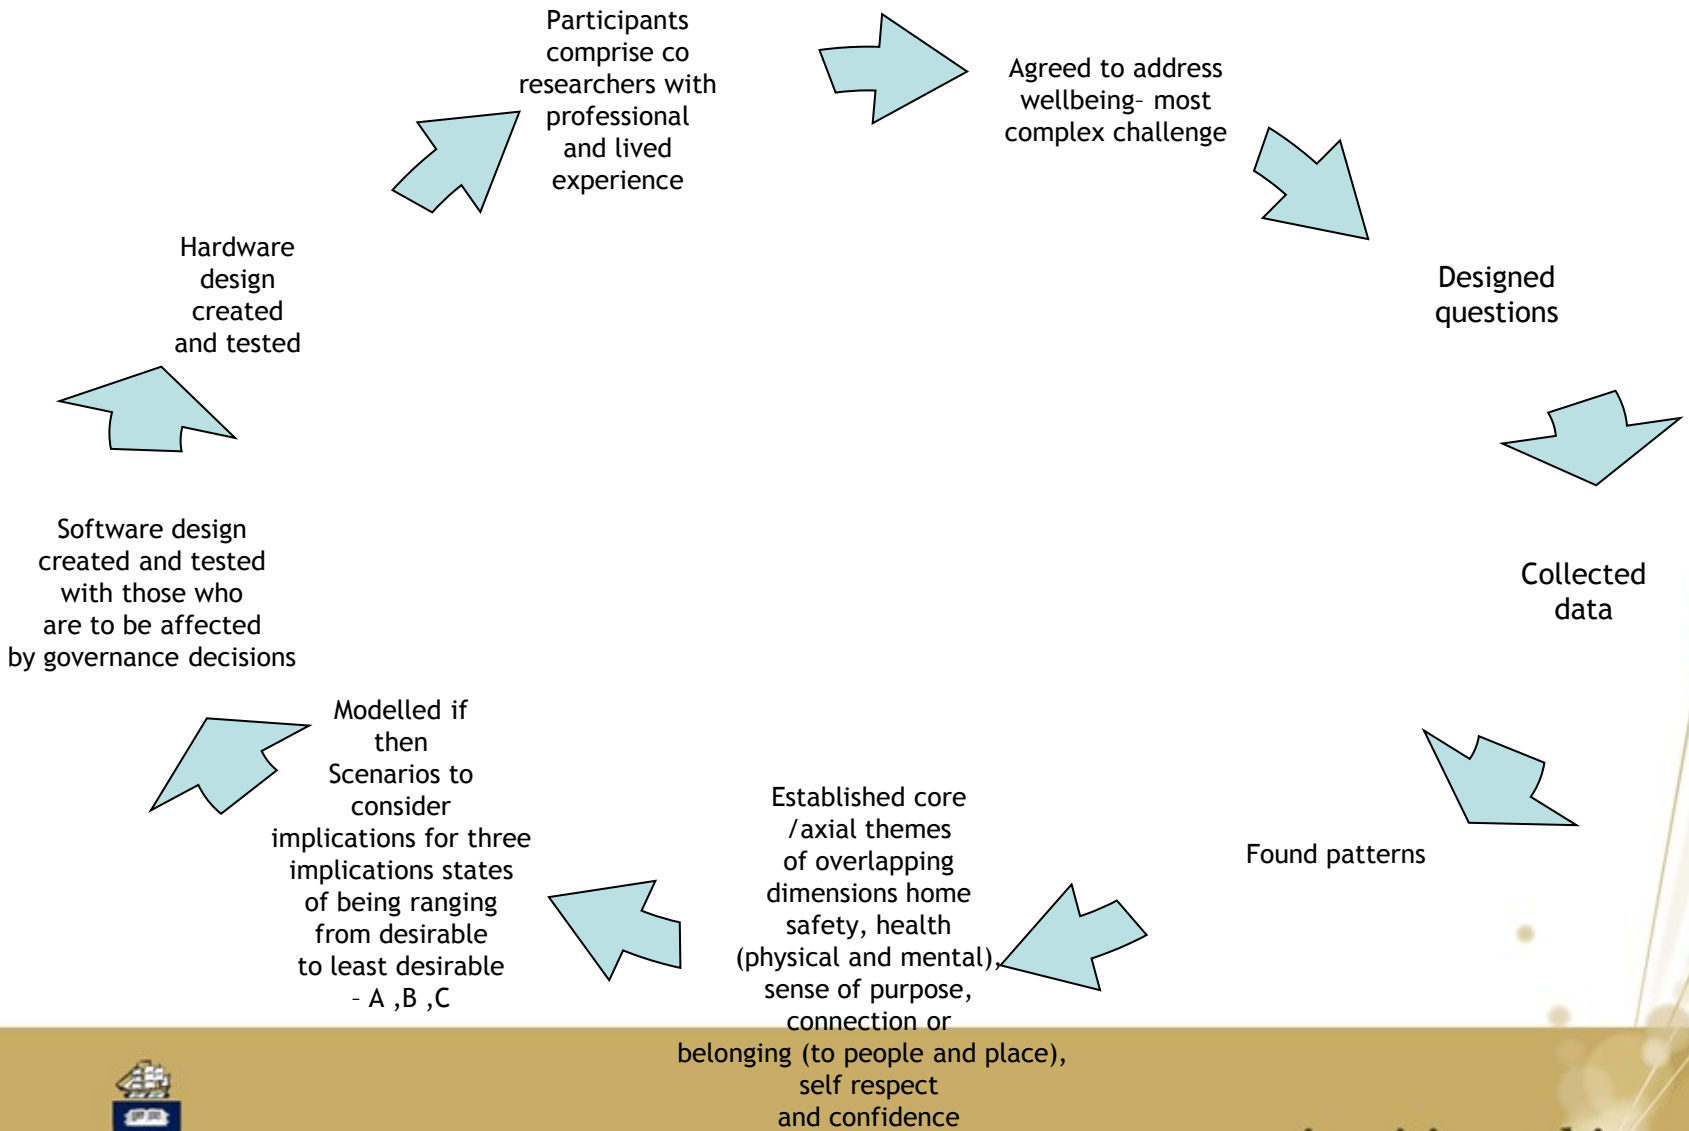 Participants
comprise co
researchers with
professional
and lived
experience
Agreed to address
wellbeing– most
complex challenge
Designed
questions
Collected
data
Found patterns
Established core
/axial themes
of overlapping
dimensions home
safety, health
(physical and mental),
sense of purpose,
connection or
belonging (to people and place),
self respect
and confidence
Modelled if
then
Scenarios to
consider
implications for three
implications states
of being ranging
from desirable
to least desirable
– A ,B ,C
Software design
created and tested
with those who
are to be affected
by governance decisions
Hardware
design
created
and tested